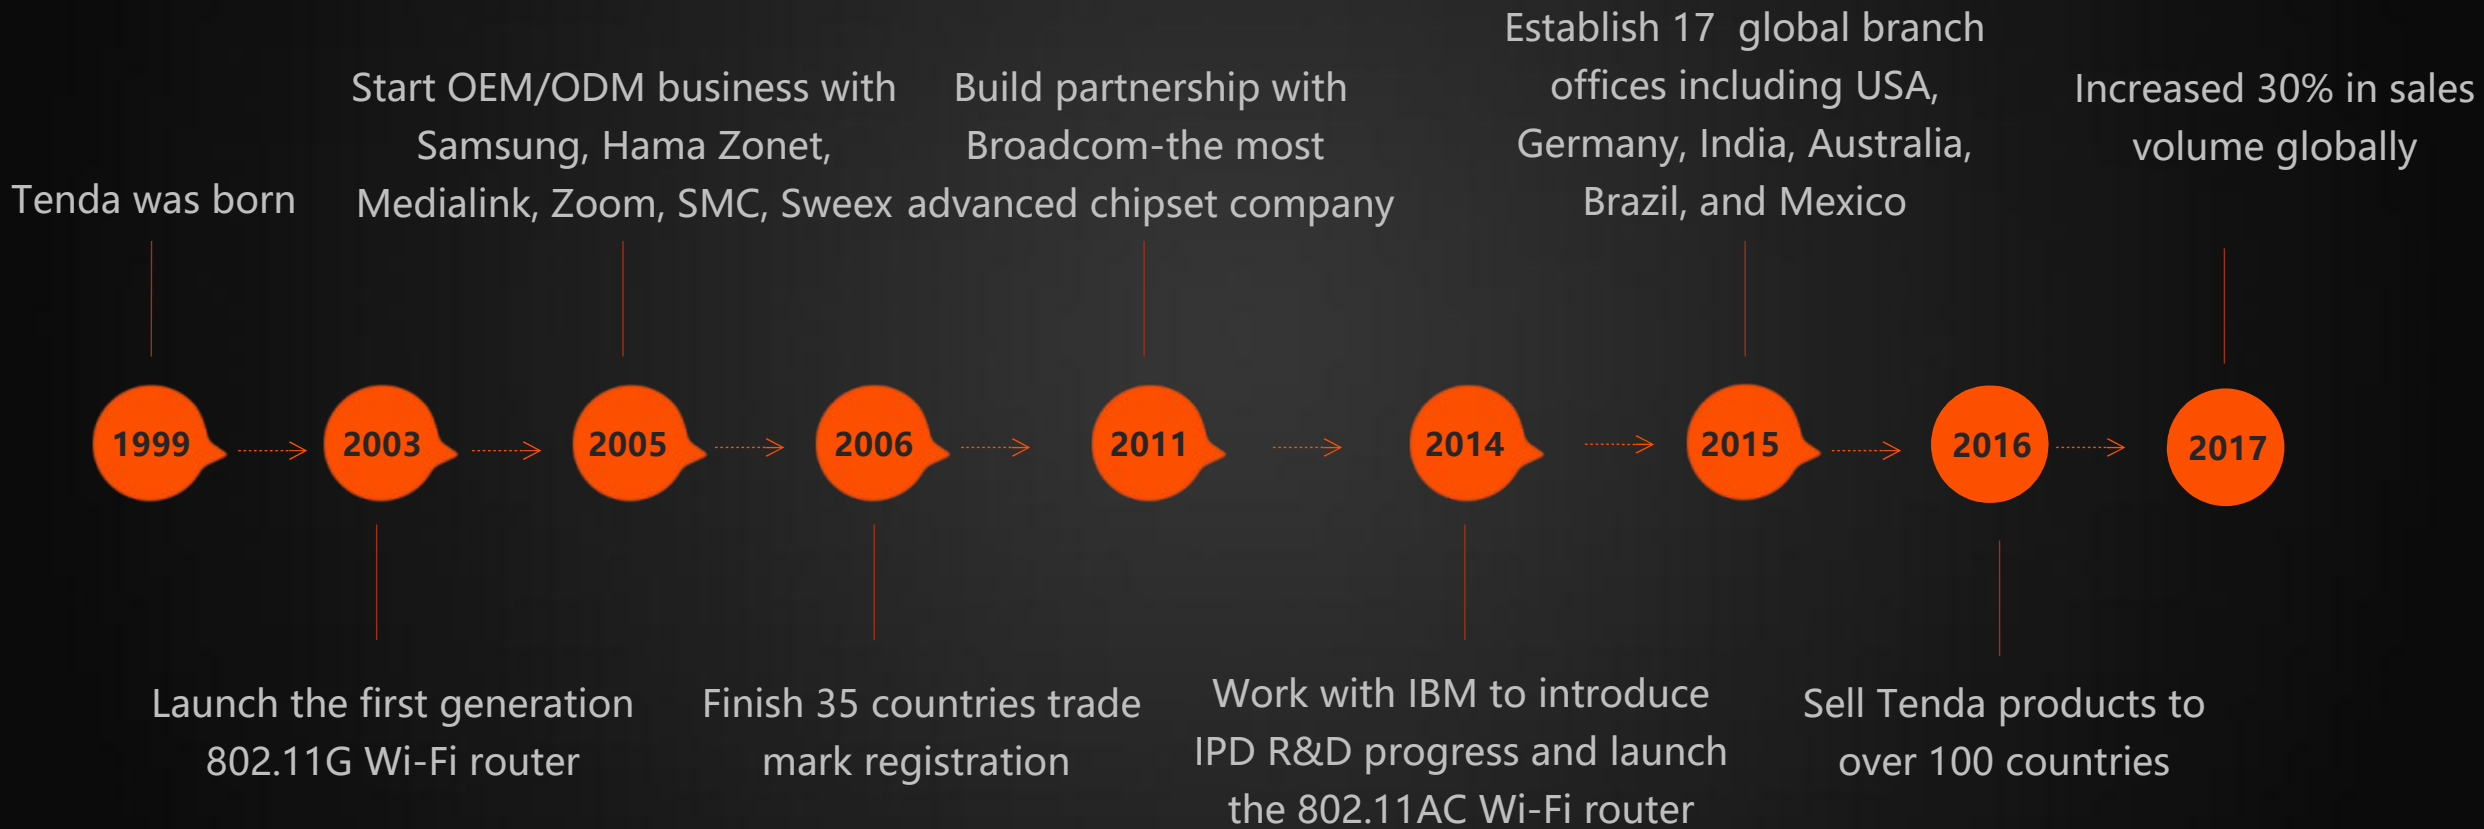 Tenda was born
Start OEM/ODM business with
Samsung, Hama Zonet,
Medialink, Zoom, SMC, Sweex
Build partnership with
Broadcom-the most
advanced chipset company
Establish 17 global branch
offices including USA,
Germany, India, Australia,
Brazil, and Mexico
Increased 30% in sales
volume globally
1999
2003
2005
2006
2011
2014
2015
2016
2017
Launch the first generation
802.11G Wi-Fi router
Finish 35 countries trade
mark registration
Work with IBM to introduce
IPD R&D progress and launch
the 802.11AC Wi-Fi router
Sell Tenda products to
over 100 countries